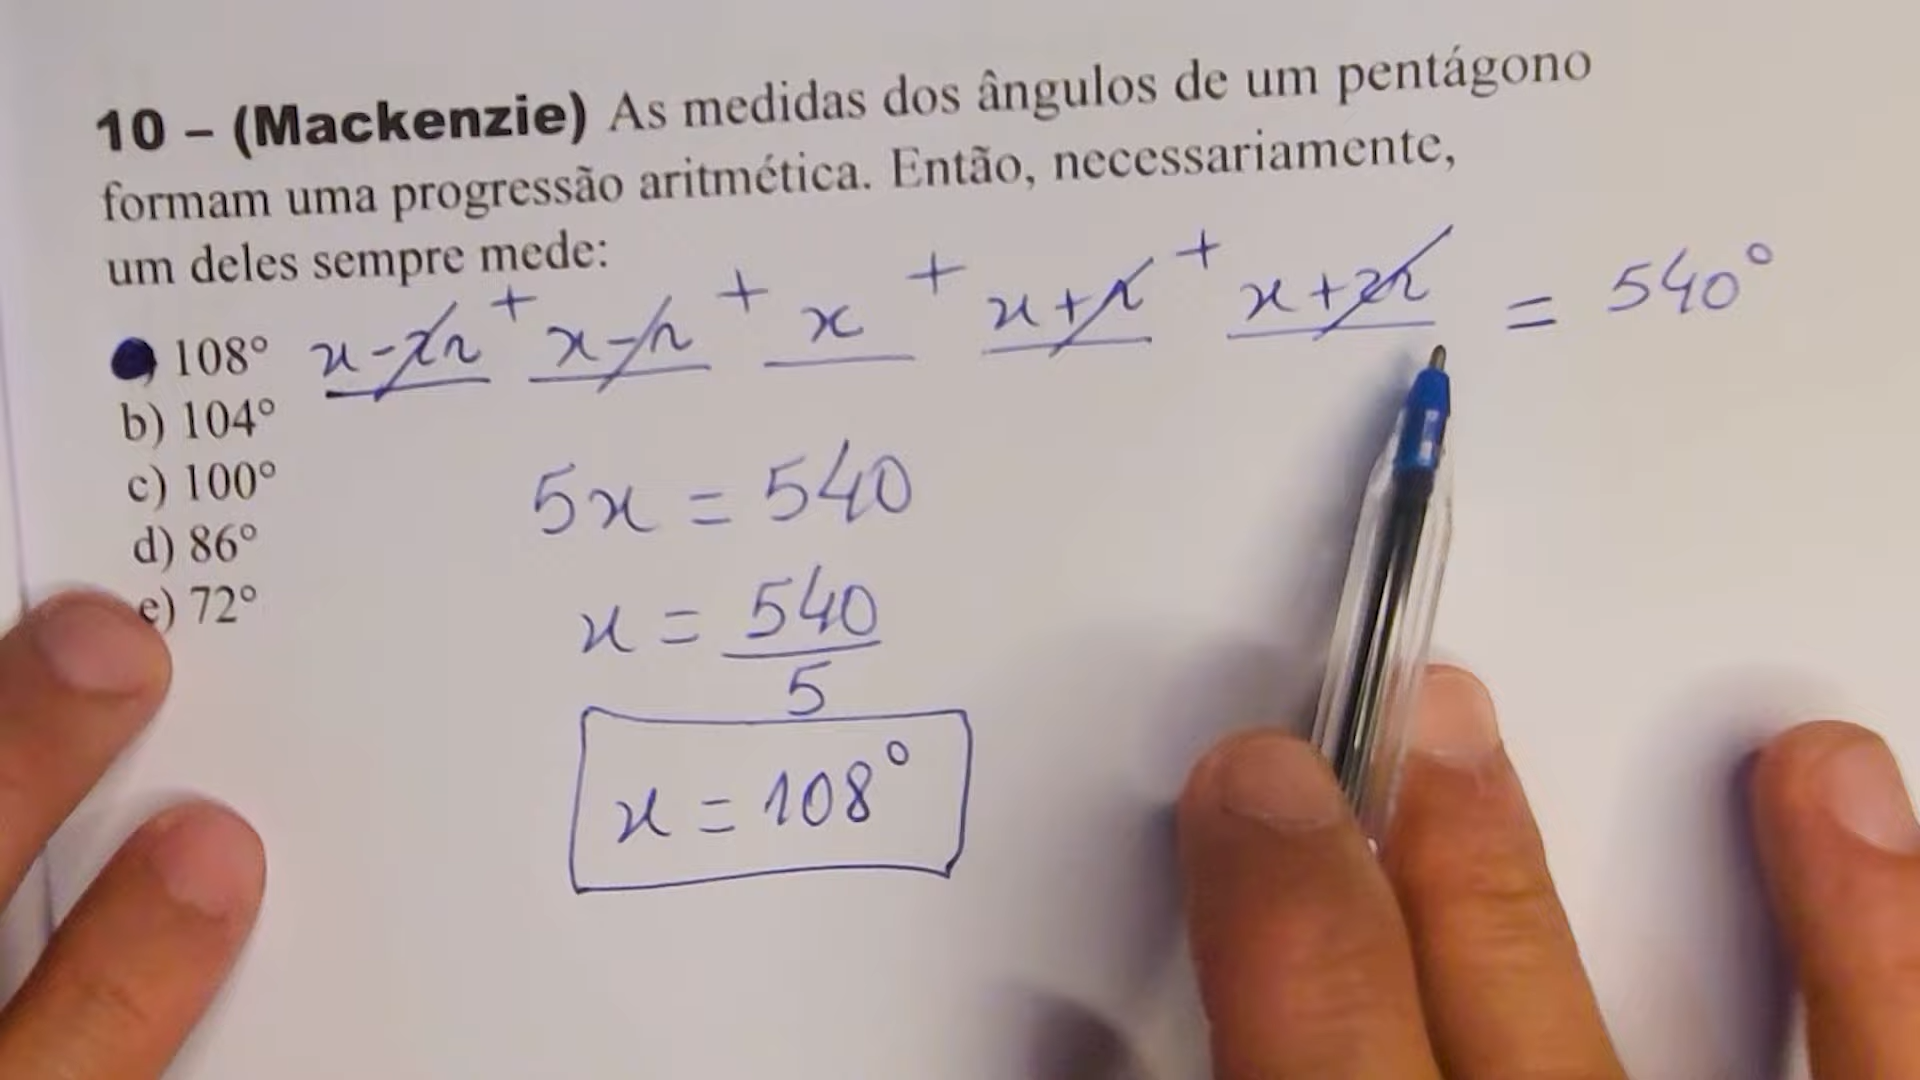 10 – (Mackenzie) As medidas dos ângulos de um pentágono
formam uma progressão aritmética. Então, necessariamente,
um deles sempre mede:
108° x-2r + x-r + x + x+r + x+2r = 540°
b) 104°
c) 100°
d) 86°
e) 72°
5x = 540
x = 540
5
x = 108°